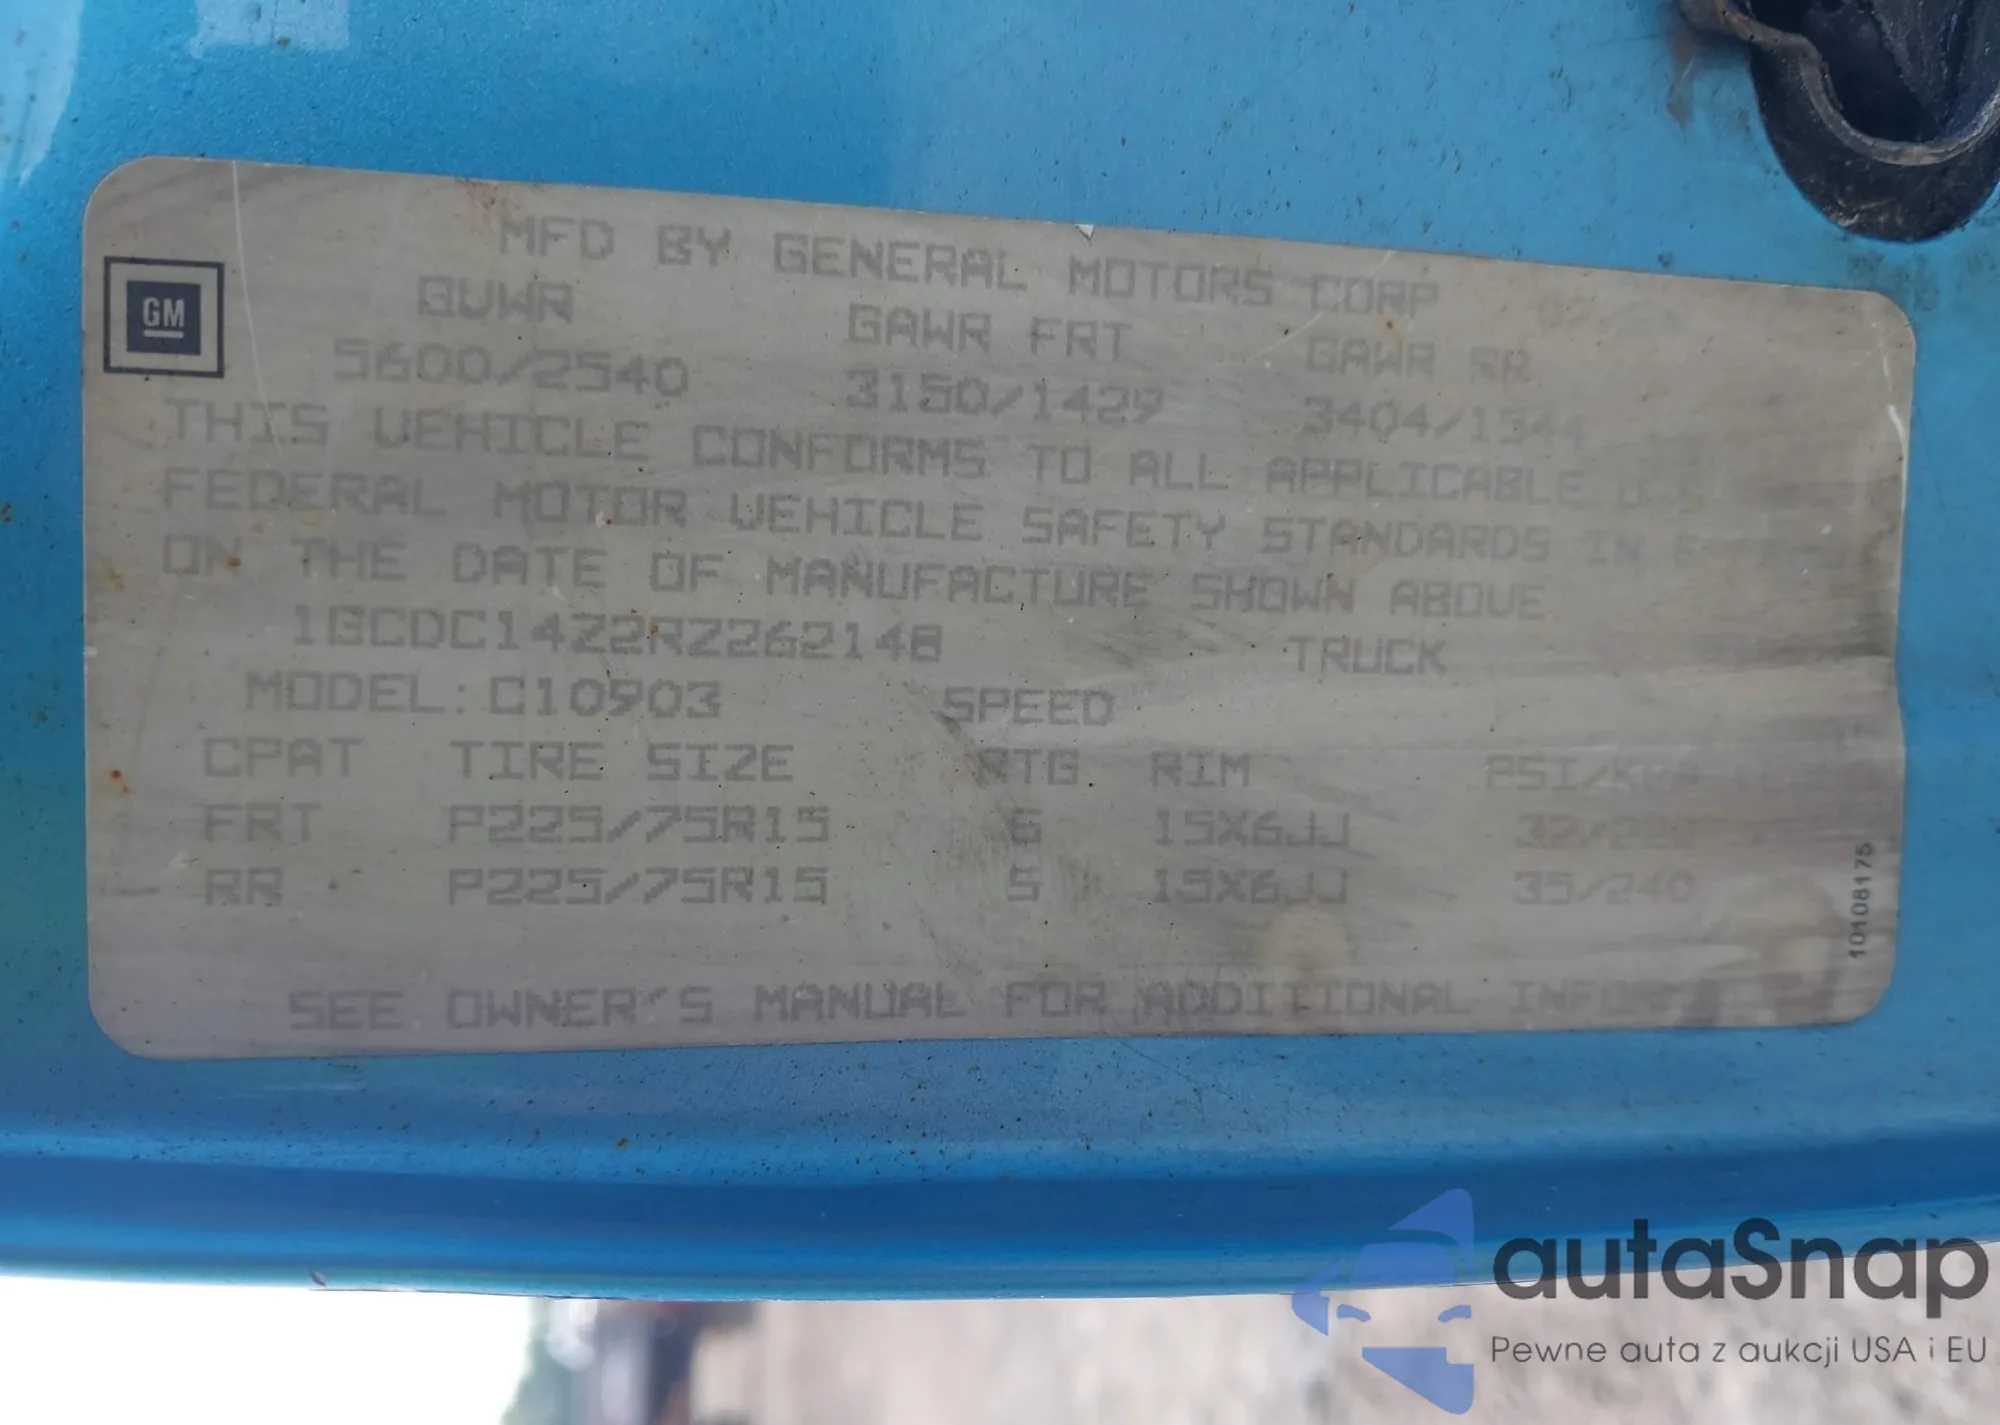 MFD BY GENERAL MOTORS CORP
GM
GVWR GAWR FRT GAWR RR
5600/2540 3150/1429 3404/1544
THIS VEHICLE CONFORMS TO ALL APPLICABLE
FEDERAL MOTOR VEHICLE SAFETY STANDARDS IN
ON THE DATE OF MANUFACTURE SHOWN ABOVE
1GCDC14Z2RZ262148 TRUCK
MODEL: C10903 SPEED
CPAT TIRE SIZE RTG RIM PSI/KPA
FRT P225/75R15 S 15X6JJ
RR P225/75R15 S 15X6JJ 35/240
SEE OWNER'S MANUAL FOR ADDITIONAL
10108175
autaSnap
Pewne auta z aukcji USA i EU